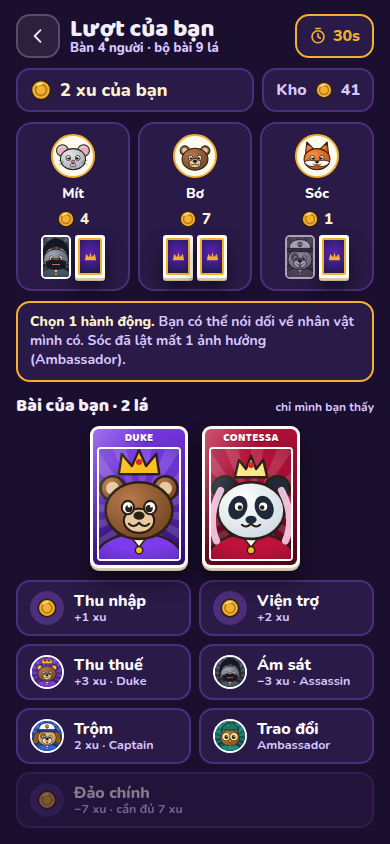 Lượt của bạn
Bàn 4 người · bộ bài 9 lá
30s
2 xu của bạn
Kho 41
Mít
4
Bơ
7
Sóc
1
Chọn 1 hành động. Bạn có thể nói dối về nhân vật
mình có. Sóc đã lật mất 1 ảnh hưởng
(Ambassador).
Bài của bạn · 2 lá
chỉ mình bạn thấy
DUKE
CONTESSA
Thu nhập
+1 xu
Viện trợ
+2 xu
Thu thuế
+3 xu · Duke
Ám sát
−3 xu · Assassin
Trộm
2 xu · Captain
Trao đổi
Ambassador
Đảo chính
−7 xu · cần đủ 7 xu